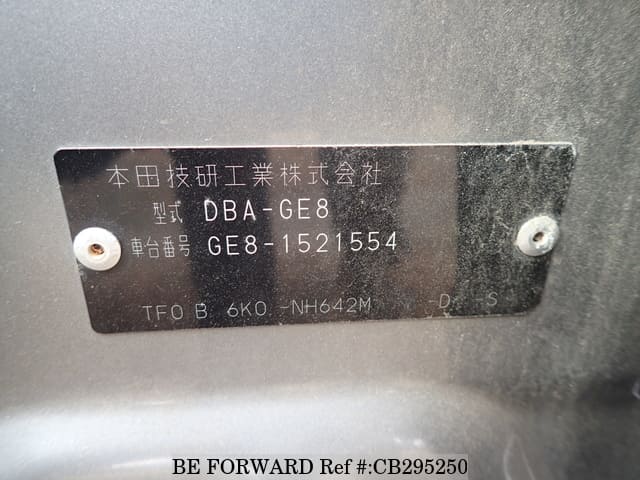 本田技研工業株式会社
型式 DBA-GE8
車台番号 GE8-1521554
TF0 B 6K0 -NH642M -D -S
BE FORWARD Ref #:CB295250